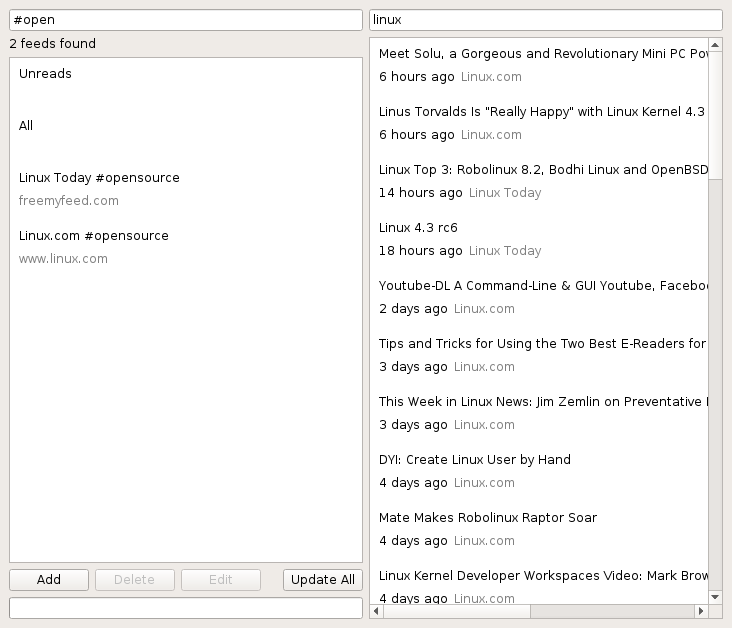 #open
2 feeds found
Unreads
All
Linux Today #opensource
freemyfeed.com
Linux.com #opensource
www.linux.com
Add Delete Edit Update All
linux
Meet Solu, a Gorgeous and Revolutionary Mini PC
6 hours ago Linux.com
Linus Torvalds Is "Really Happy" with Linux Kernel 4.3
6 hours ago Linux.com
Linux Top 3: Robolinux 8.2, Bodhi Linux and OpenBSD
14 hours ago Linux Today
Linux 4.3 rc6
18 hours ago Linux Today
Youtube-DL A Command-Line & GUI Youtube,
2 days ago Linux.com
Tips and Tricks for Using the Two Best E-Readers for
3 days ago Linux.com
This Week in Linux News: Jim Zemlin on Preventative
3 days ago Linux.com
DYI: Create Linux User by Hand
4 days ago Linux.com
Mate Makes Robolinux Raptor Soar
4 days ago Linux.com
Linux Kernel Developer Workspaces Video: Mark
4 days ago Linux.com